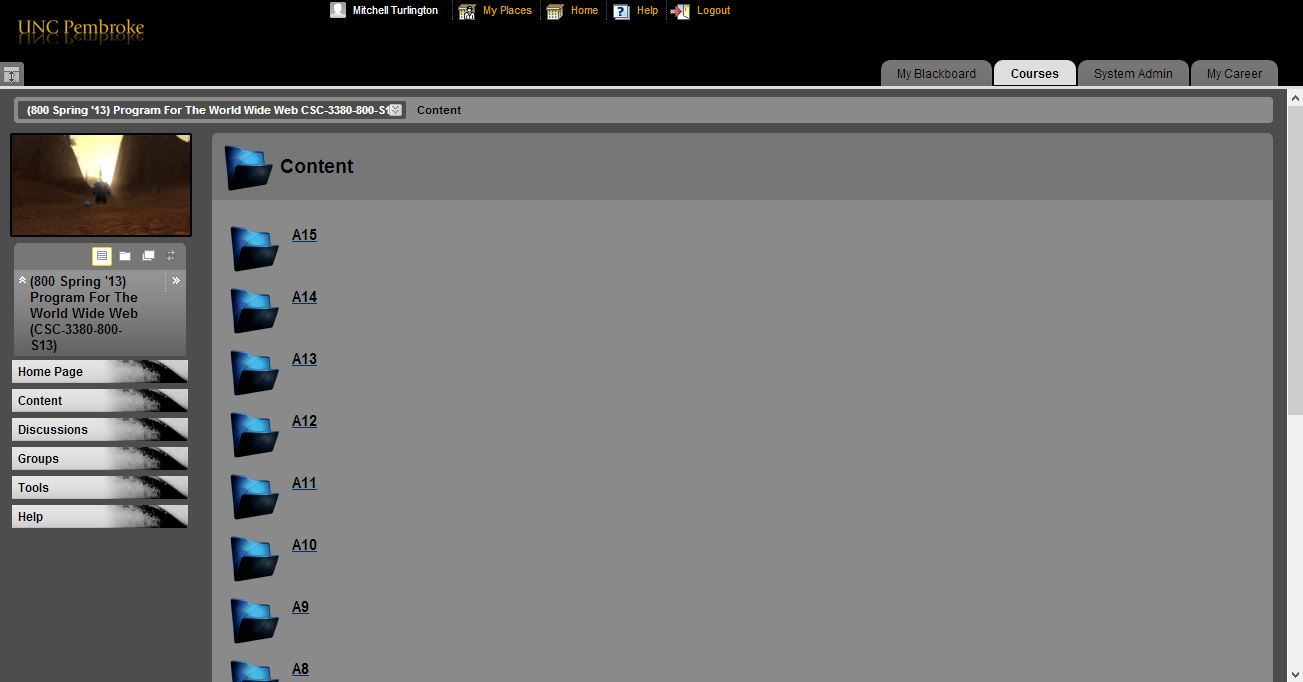 UNC Pembroke
Mitchell Turlington My Places Home Help Logout
My Blackboard Courses System Admin My Career
(800 Spring '13) Program For The World Wide Web CSC-3380-800-S1 Content
(800 Spring '13)
Program For The
World Wide Web
(CSC-3380-800-
S13)
Home Page
Content
Discussions
Groups
Tools
Help
Content
A15
A14
A13
A12
A11
A10
A9
A8